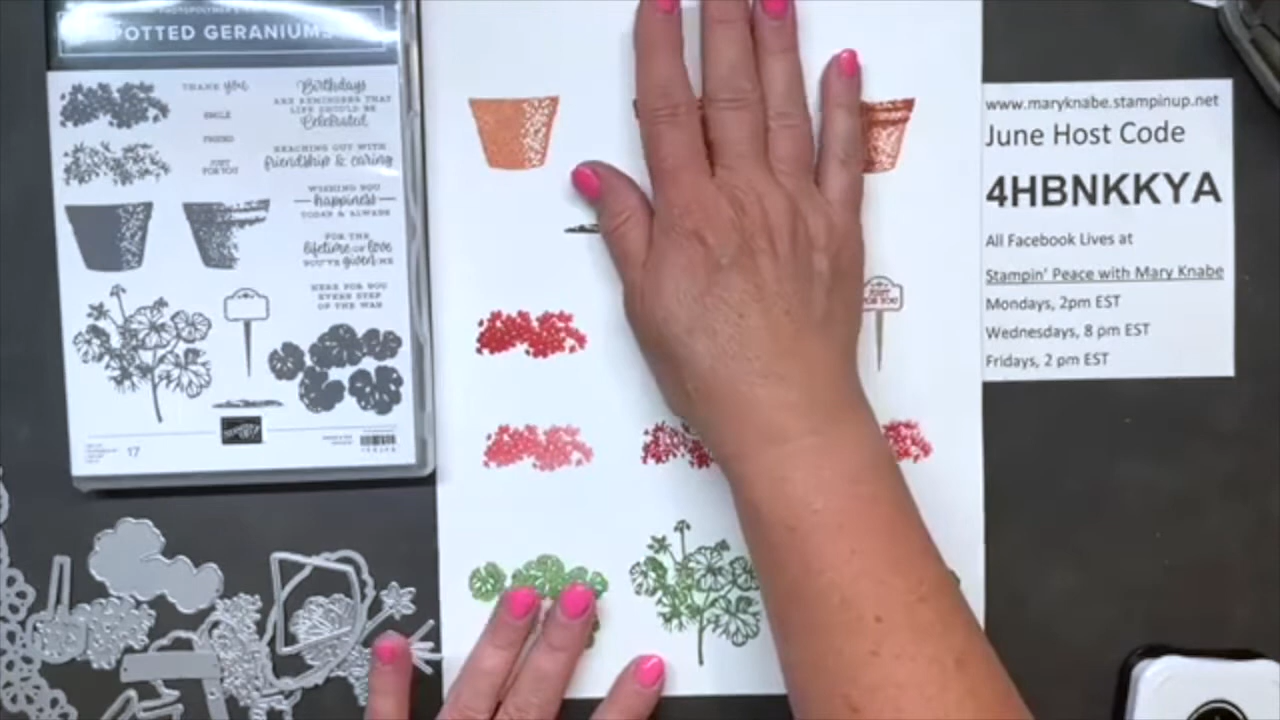 POTTED GERANIUMS
THANK you
SMILE
FRIEND
JUST
FOR YOU
Birthdays
ARE REMINDERS THAT
LIFE SHOULD BE
Celebrated
REACHING OUT WITH
friendship & caring
WISHING YOU
happiness
TODAY & ALWAYS
FOR THE
lifetime OF love
YOU'VE given ME
HERE FOR YOU
EVERY STEP
OF THE WAY
17
JUST
FOR YOU
www.maryknabe.stampinup.net
June Host Code
4HBNKKYA
All Facebook Lives at
Stampin' Peace with Mary Knabe
Mondays, 2pm EST
Wednesdays, 8 pm EST
Fridays, 2 pm EST